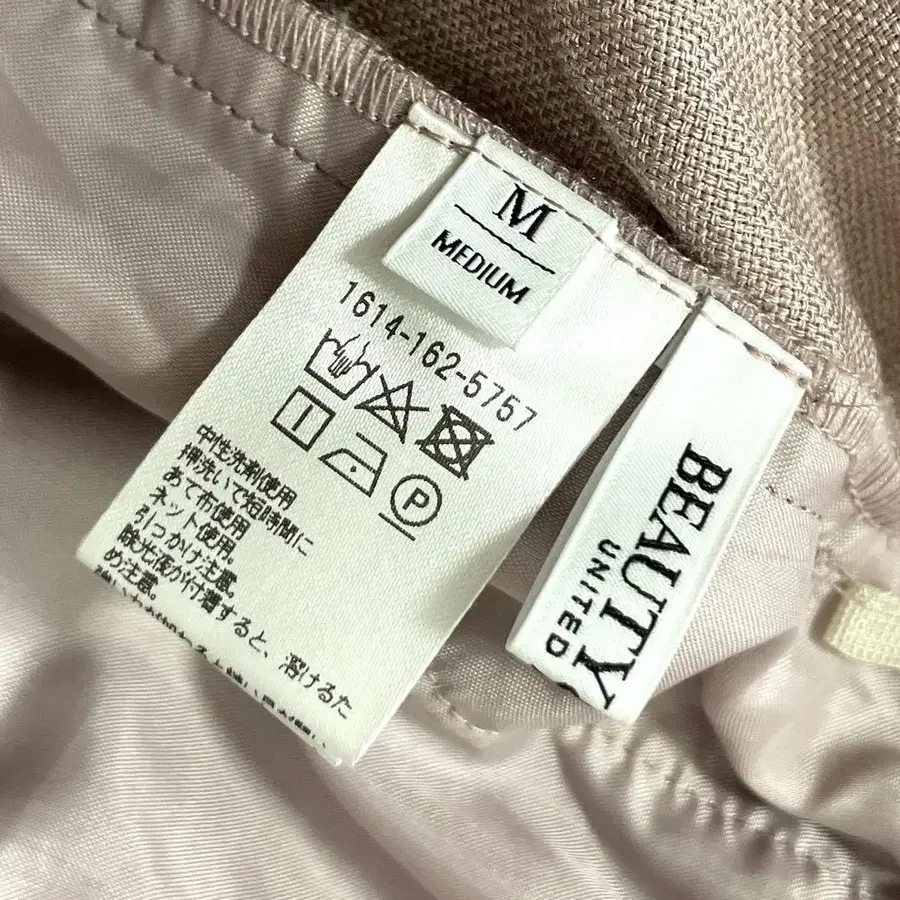 M
MEDIUM
1614-162-5757
P
中性洗剤使用
押洗いで短時間に
あて布使用
ネット使用。
引っかけ注意。
除光液が付着すると、溶けるた
め注意。
BEAUTY
UNITED